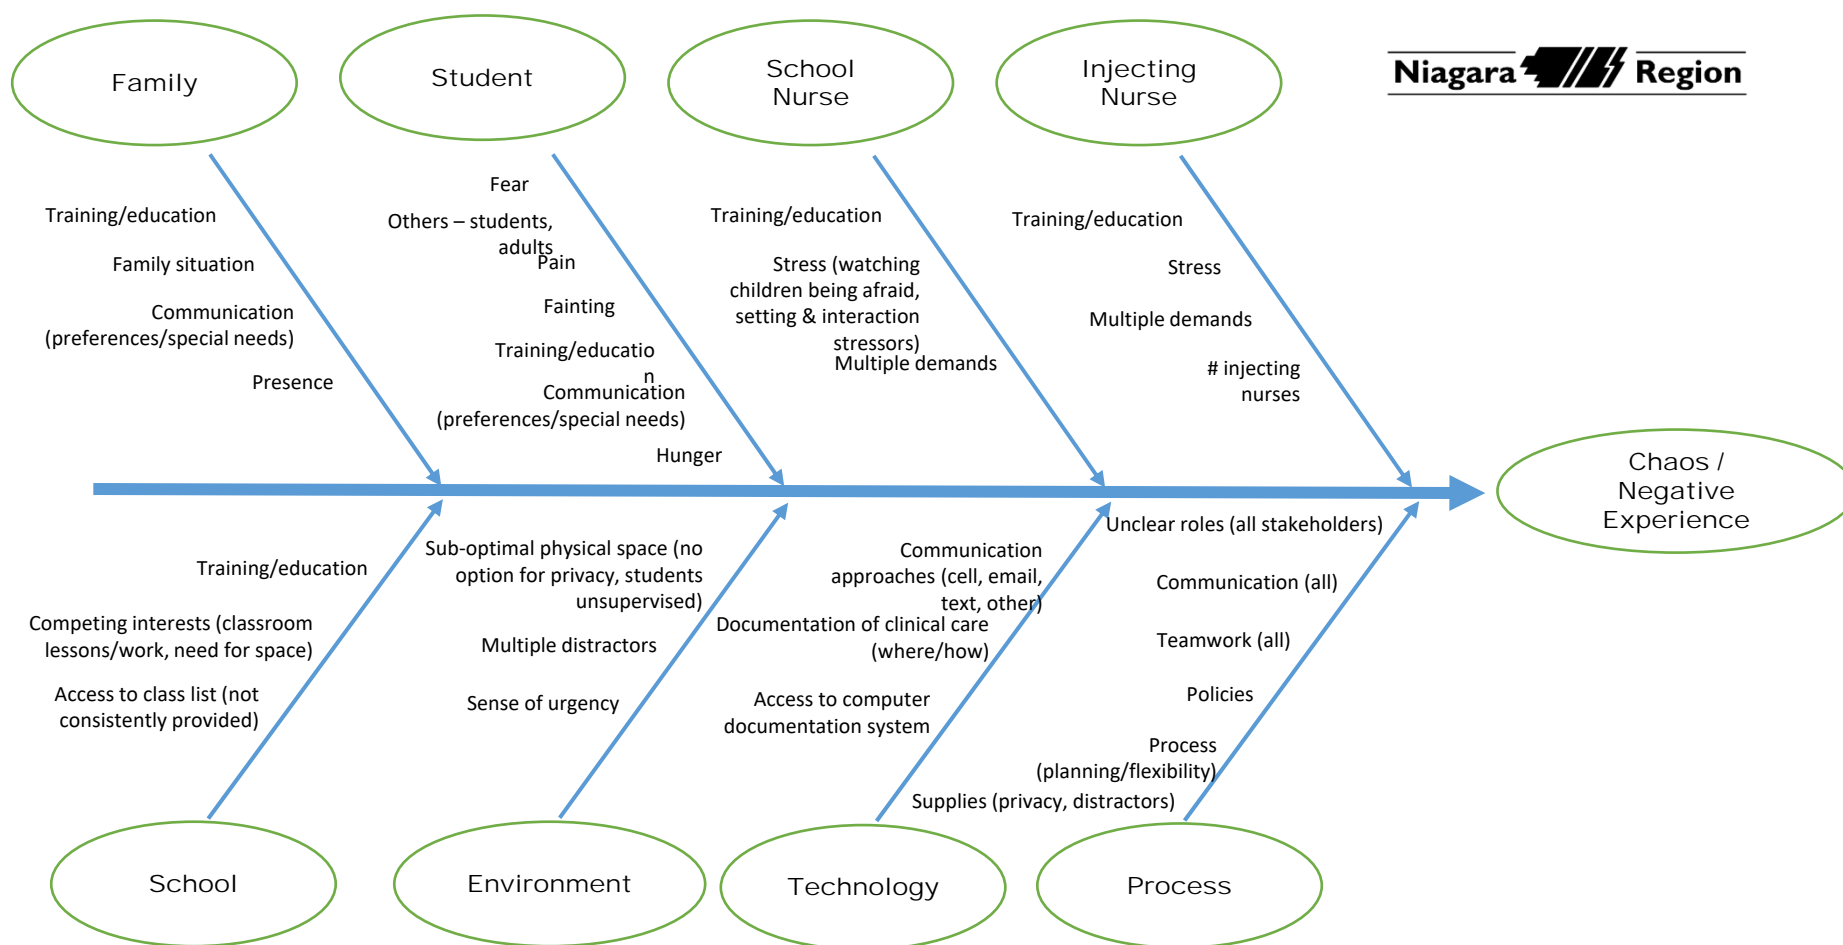 Family
Student
School
Nurse
Injecting
Nurse
Niagara Region
Training/education
Family situation
Communication
(preferences/special needs)
Presence
Fear
Others – students,
adults
Pain
Fainting
Training/educatio
n
Communication
(preferences/special needs)
Hunger
Training/education
Stress (watching
children being afraid,
setting & interaction
stressors)
Multiple demands
Training/education
Stress
Multiple demands
# injecting
nurses
Chaos /
Negative
Experience
Training/education
Competing interests (classroom
lessons/work, need for space)
Access to class list (not
consistently provided)
Sub-optimal physical space (no
option for privacy, students
unsupervised)
Multiple distractors
Sense of urgency
Communication
approaches (cell, email,
text, other)
Documentation of clinical care
(where/how)
Access to computer
documentation system
Unclear roles (all stakeholders)
Communication (all)
Teamwork (all)
Policies
Process
(planning/flexibility)
Supplies (privacy, distractors)
School
Environment
Technology
Process